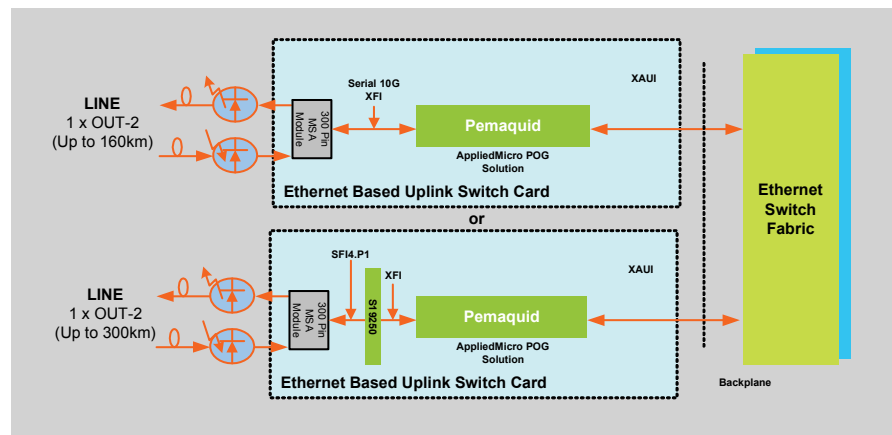 LINE
1 x OUT-2
(Up to 160km)
300 Pin
MSA
Module
Serial 10G
XFI
Pemaquid
AppliedMicro POG
Solution
XAUI
Ethernet Based Uplink Switch Card
or
LINE
1 x OUT-2
(Up to 300km)
300 Pin
MSA
Module
SFI4.P1
S19250
XFI
Pemaquid
AppliedMicro POG
Solution
XAUI
Ethernet Based Uplink Switch Card
Ethernet
Switch
Fabric
Backplane